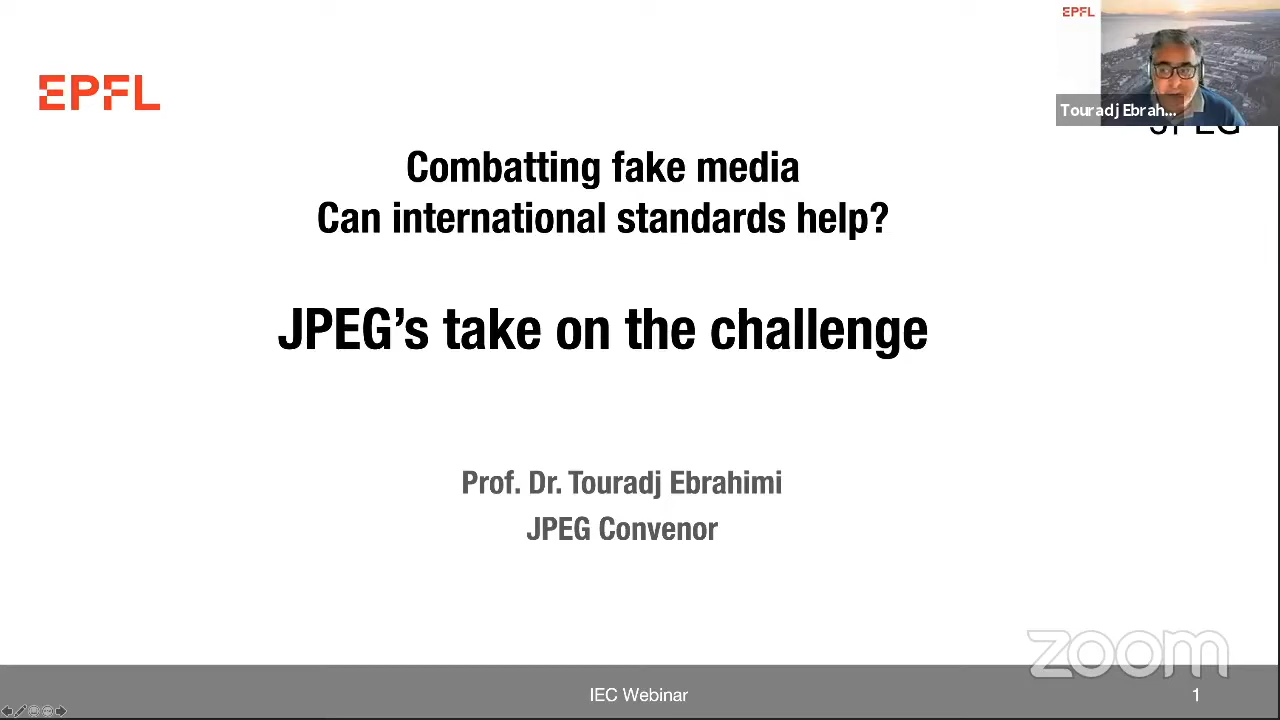 EPFL
EPFL
Touradj Ebrah...
JPEG
Combatting fake media
Can international standards help?
JPEG’s take on the challenge
Prof. Dr. Touradj Ebrahimi
JPEG Convenor
zoom
IEC Webinar
1